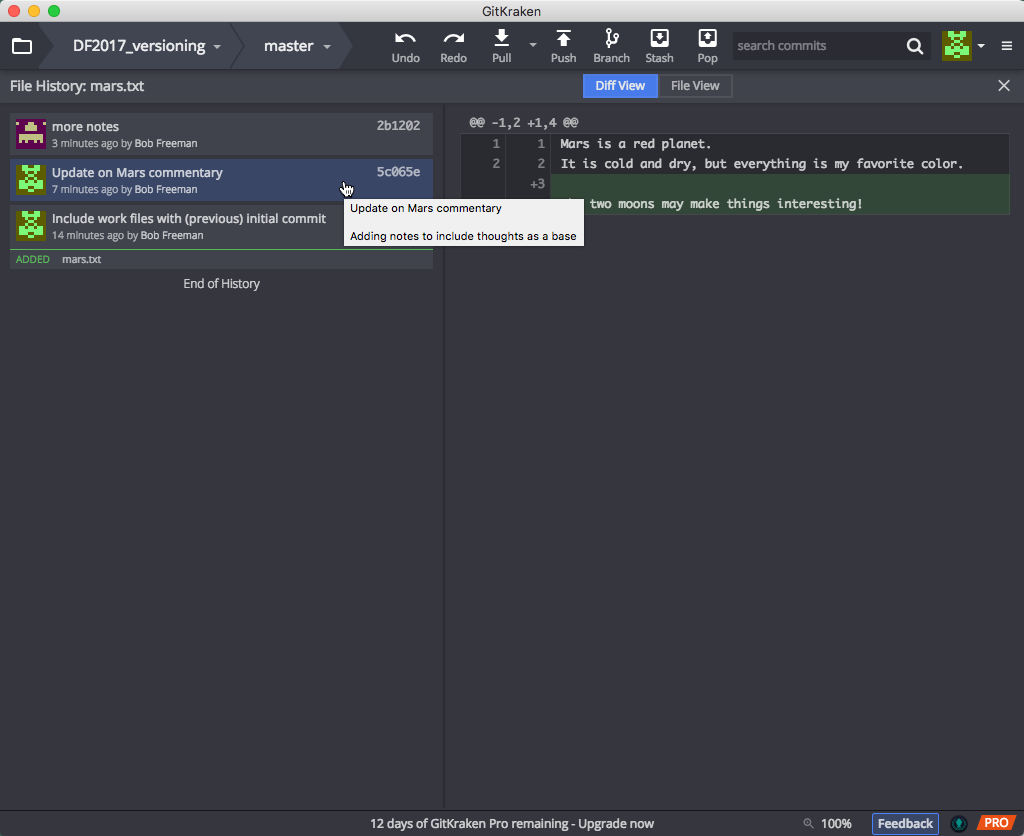 GitKraken
DF2017_versioning
master
Undo
Redo
Pull
Push
Branch
Stash
Pop
search commits
File History: mars.txt
Diff View
File View
more notes
2b1202
3 minutes ago by Bob Freeman
Update on Mars commentary
5c065e
7 minutes ago by Bob Freeman
Include work files with (previous) initial commit
14 minutes ago by Bob Freeman
ADDED mars.txt
End of History
Update on Mars commentary
Adding notes to include thoughts as a base
@@ -1,2 +1,4 @@
1 1 Mars is a red planet.
2 2 It is cold and dry, but everything is my favorite color.
+3
two moons may make things interesting!
12 days of GitKraken Pro remaining - Upgrade now
100%
Feedback
PRO